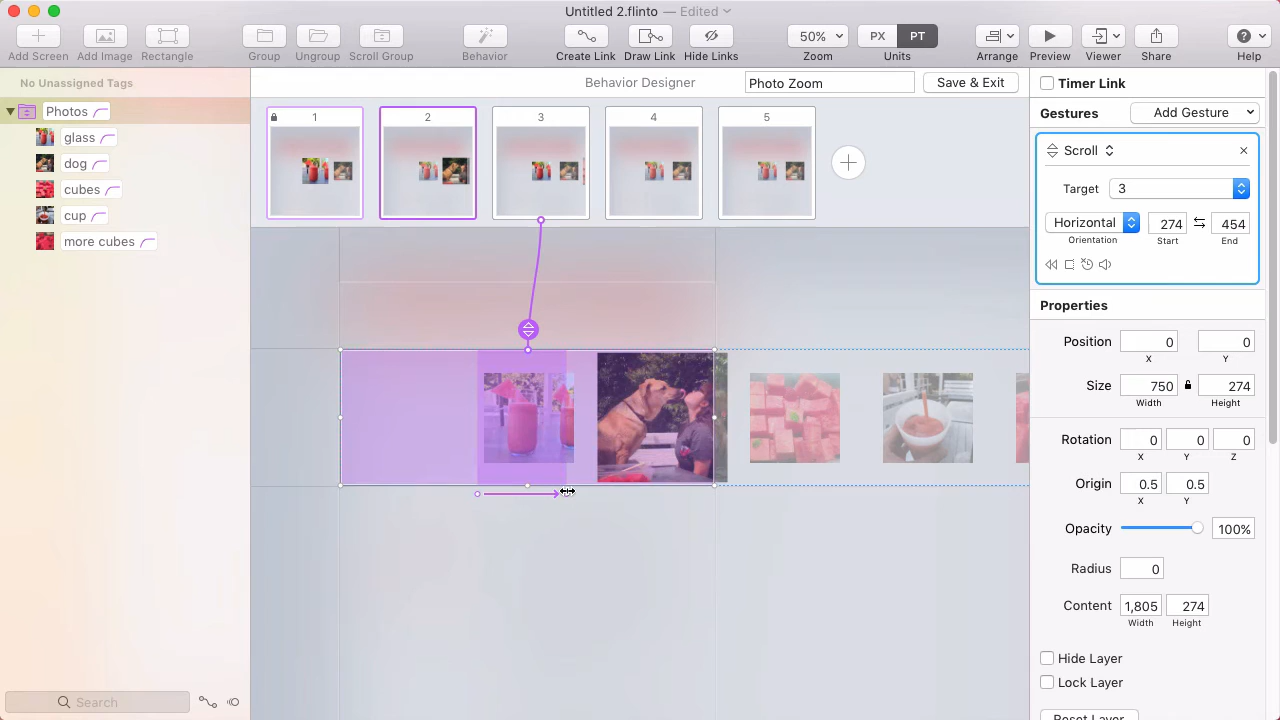 Untitled 2.flinto — Edited
Add Screen Add Image Rectangle Group Ungroup Scroll Group Behavior Create Link Draw Link Hide Links 50% Zoom PX PT Units Arrange Preview Viewer Share Help
No Unassigned Tags
Photos
glass
dog
cubes
cup
more cubes
Search
Behavior Designer Photo Zoom Save & Exit
1 2 3 4 5
Timer Link
Gestures Add Gesture
Scroll
Target 3
Horizontal 274 454
Orientation Start End
Properties
Position 0 0
X Y
Size 750 274
Width Height
Rotation 0 0 0
X Y Z
Origin 0.5 0.5
X Y
Opacity 100%
Radius 0
Content 1,805 274
Width Height
Hide Layer
Lock Layer
Reset Layer